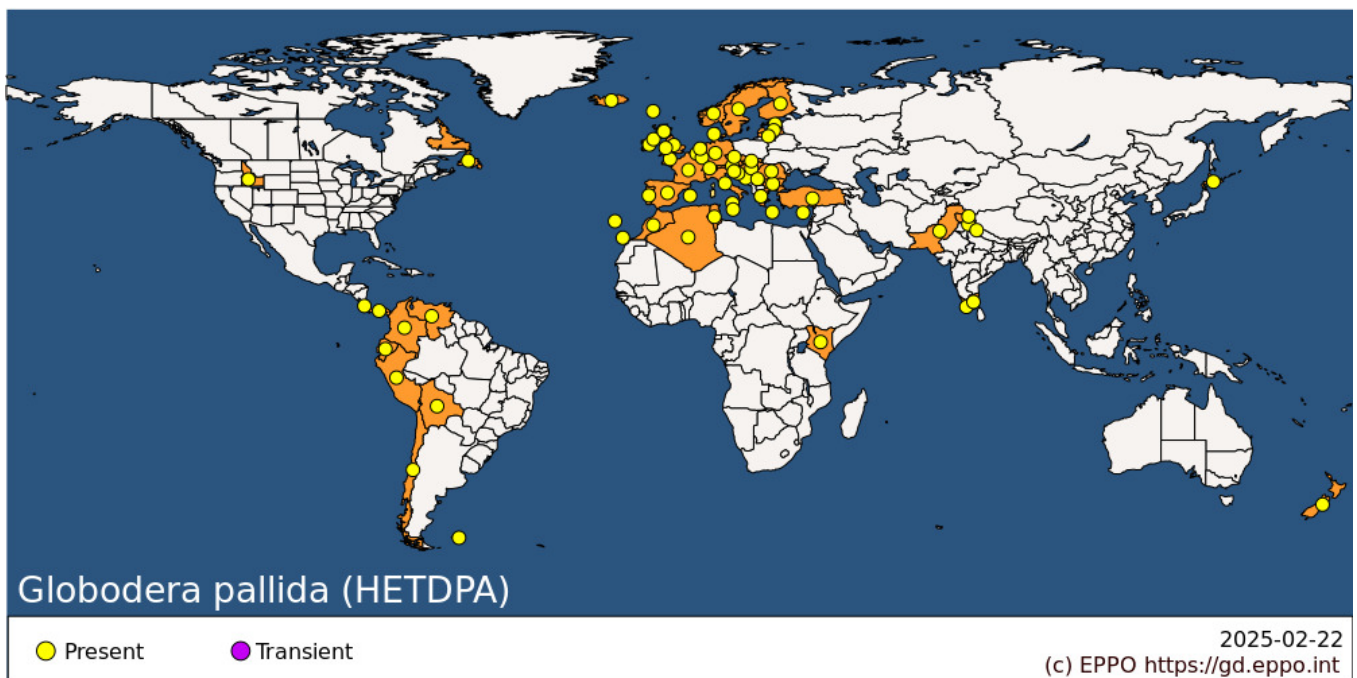 Globodera pallida (HETDPA)
Present
Transient
2025-02-22
(c) EPPO https://gd.eppo.int